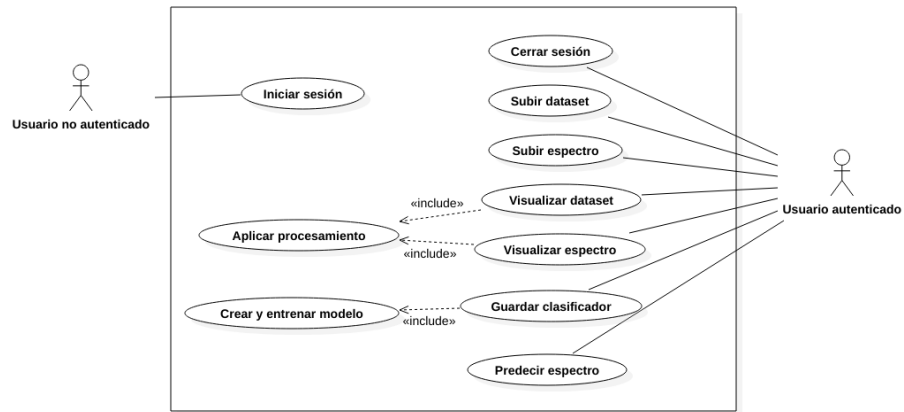 Cerrar sesión
Iniciar sesión
Subir dataset
Usuario no autenticado
Subir espectro
«include»
Visualizar dataset
Usuario autenticado
Aplicar procesamiento
Visualizar espectro
«include»
Guardar clasificador
Crear y entrenar modelo
«include»
Predecir espectro